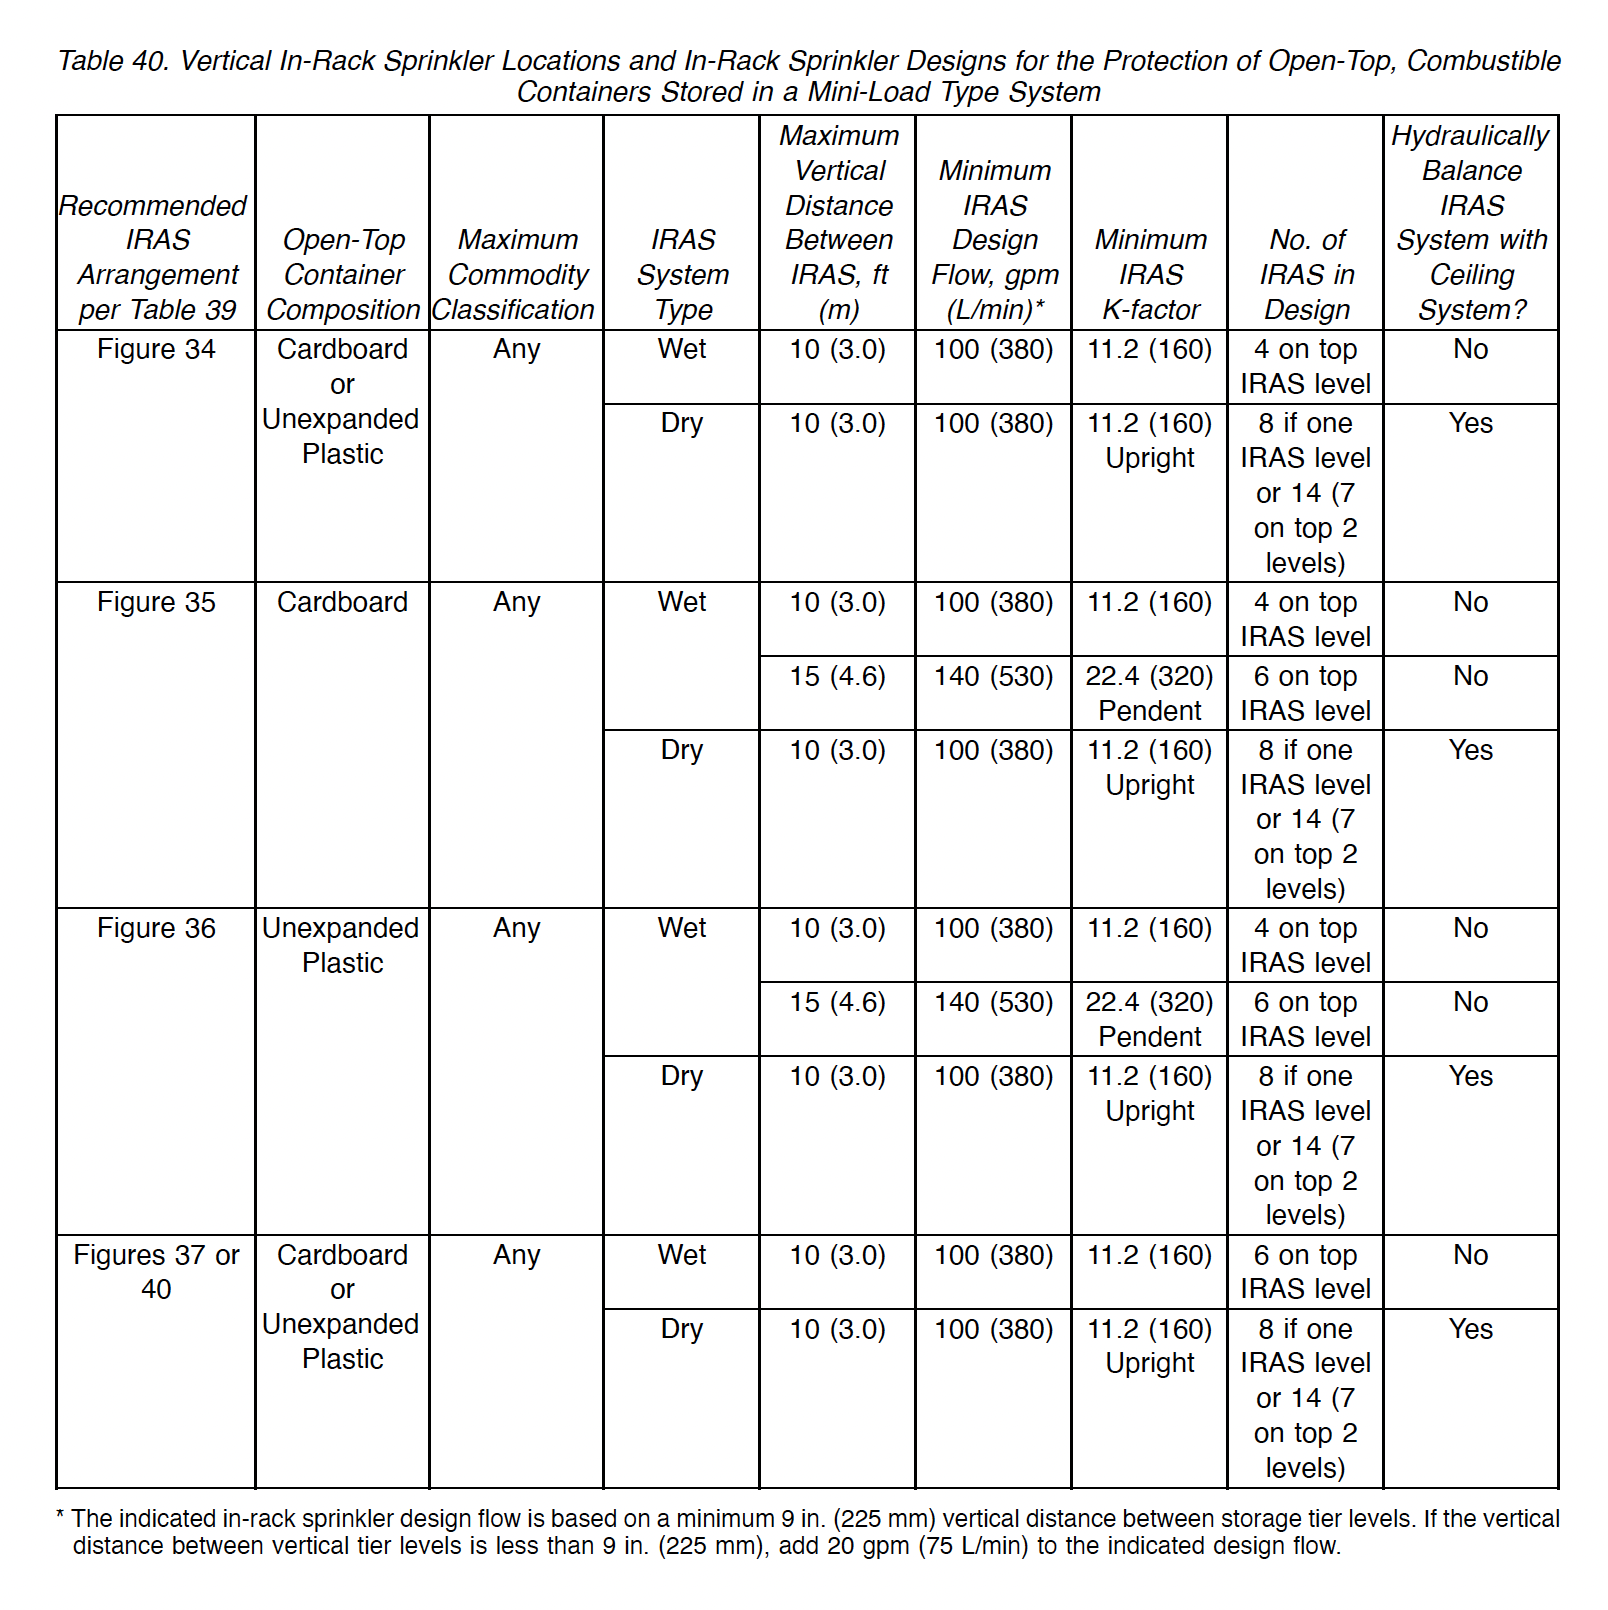 Table 40. Vertical In-Rack Sprinkler Locations and In-Rack Sprinkler Designs for the Protection of Open-Top, Combustible
Containers Stored in a Mini-Load Type System
Recommended
IRAS
Arrangement
per Table 39
Open-Top
Container
Composition
Maximum
Commodity
Classification
IRAS
System
Type
Maximum
Vertical
Distance
Between
IRAS, ft
(m)
Minimum
IRAS
Design
Flow, gpm
(L/min)*
Minimum
IRAS
K-factor
No. of
IRAS in
Design
Hydraulically
Balance
IRAS
System with
Ceiling
System?
Figure 34
Cardboard
or
Unexpanded
Plastic
Any
Wet
10 (3.0)
100 (380)
11.2 (160)
4 on top
IRAS level
No
Dry
10 (3.0)
100 (380)
11.2 (160)
Upright
8 if one
IRAS level
or 14 (7
on top 2
levels)
Yes
Figure 35
Cardboard
Any
Wet
10 (3.0)
100 (380)
11.2 (160)
4 on top
IRAS level
No
15 (4.6)
140 (530)
22.4 (320)
Pendent
6 on top
IRAS level
No
Dry
10 (3.0)
100 (380)
11.2 (160)
Upright
8 if one
IRAS level
or 14 (7
on top 2
levels)
Yes
Figure 36
Unexpanded
Plastic
Any
Wet
10 (3.0)
100 (380)
11.2 (160)
4 on top
IRAS level
No
15 (4.6)
140 (530)
22.4 (320)
Pendent
6 on top
IRAS level
No
Dry
10 (3.0)
100 (380)
11.2 (160)
Upright
8 if one
IRAS level
or 14 (7
on top 2
levels)
Yes
Figures 37 or
40
Cardboard
or
Unexpanded
Plastic
Any
Wet
10 (3.0)
100 (380)
11.2 (160)
6 on top
IRAS level
No
Dry
10 (3.0)
100 (380)
11.2 (160)
Upright
8 if one
IRAS level
or 14 (7
on top 2
levels)
Yes
* The indicated in-rack sprinkler design flow is based on a minimum 9 in. (225 mm) vertical distance between storage tier levels. If the vertical
distance between vertical tier levels is less than 9 in. (225 mm), add 20 gpm (75 L/min) to the indicated design flow.